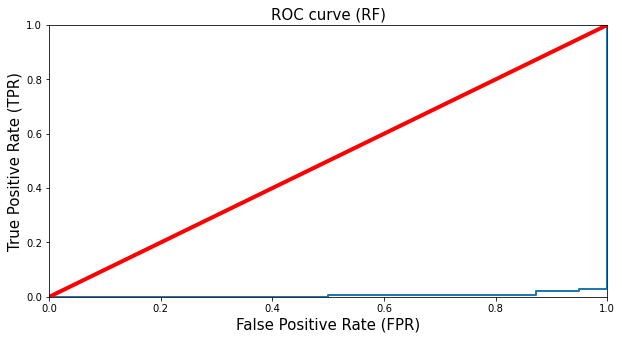 ROC curve (RF)
True Positive Rate (TPR)
1.0
0.8
0.6
0.4
0.2
0.0
0.0 0.2 0.4 0.6 0.8 1.0
False Positive Rate (FPR)